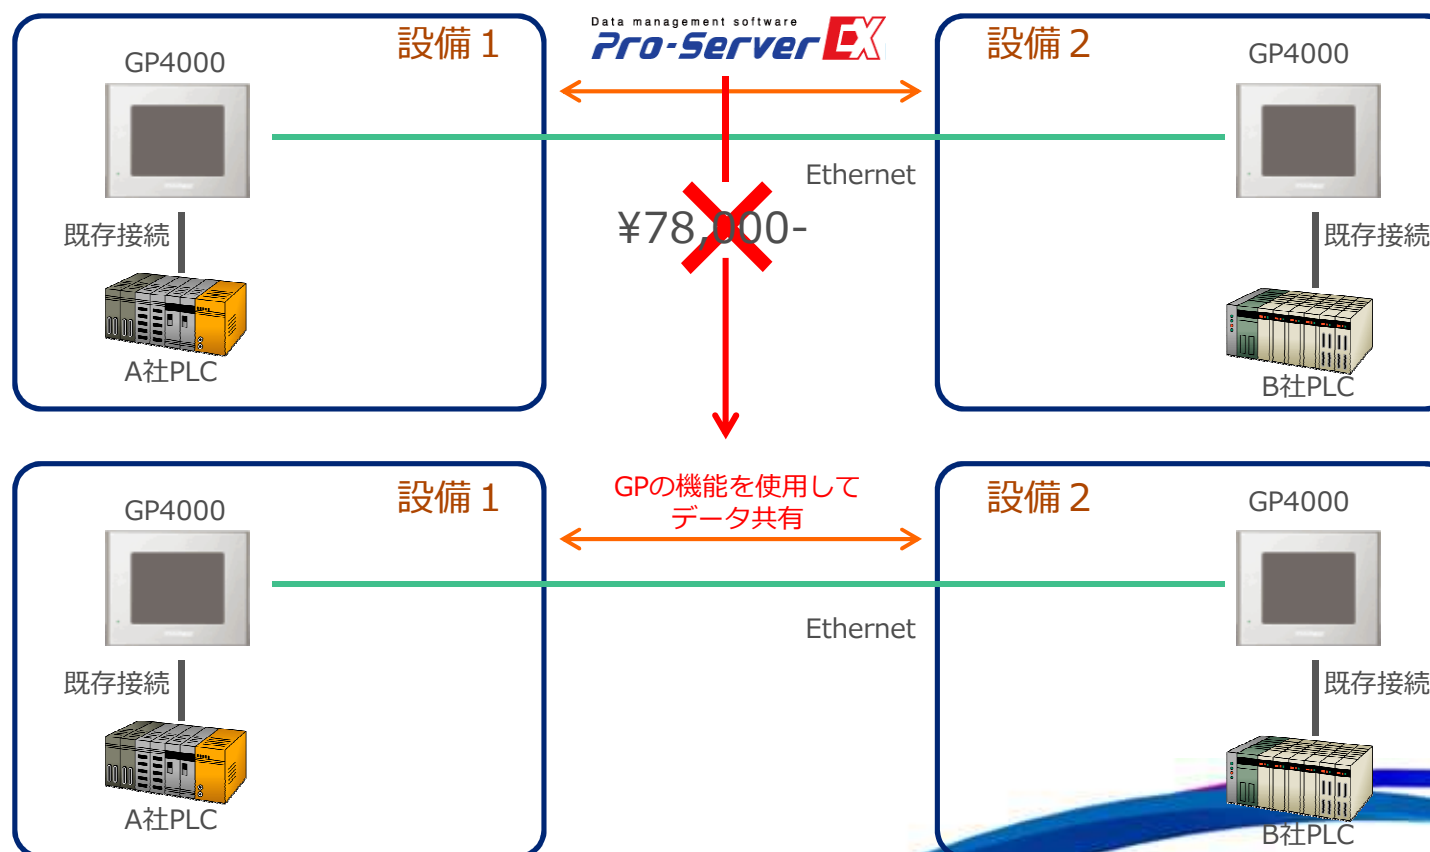 Data management software
Pro-Server EX
設備１
設備２
GP4000
GP4000
Ethernet
¥78,000-
既存接続
既存接続
A社PLC
B社PLC
GPの機能を使用して
データ共有
設備１
設備２
GP4000
GP4000
Ethernet
既存接続
既存接続
A社PLC
B社PLC